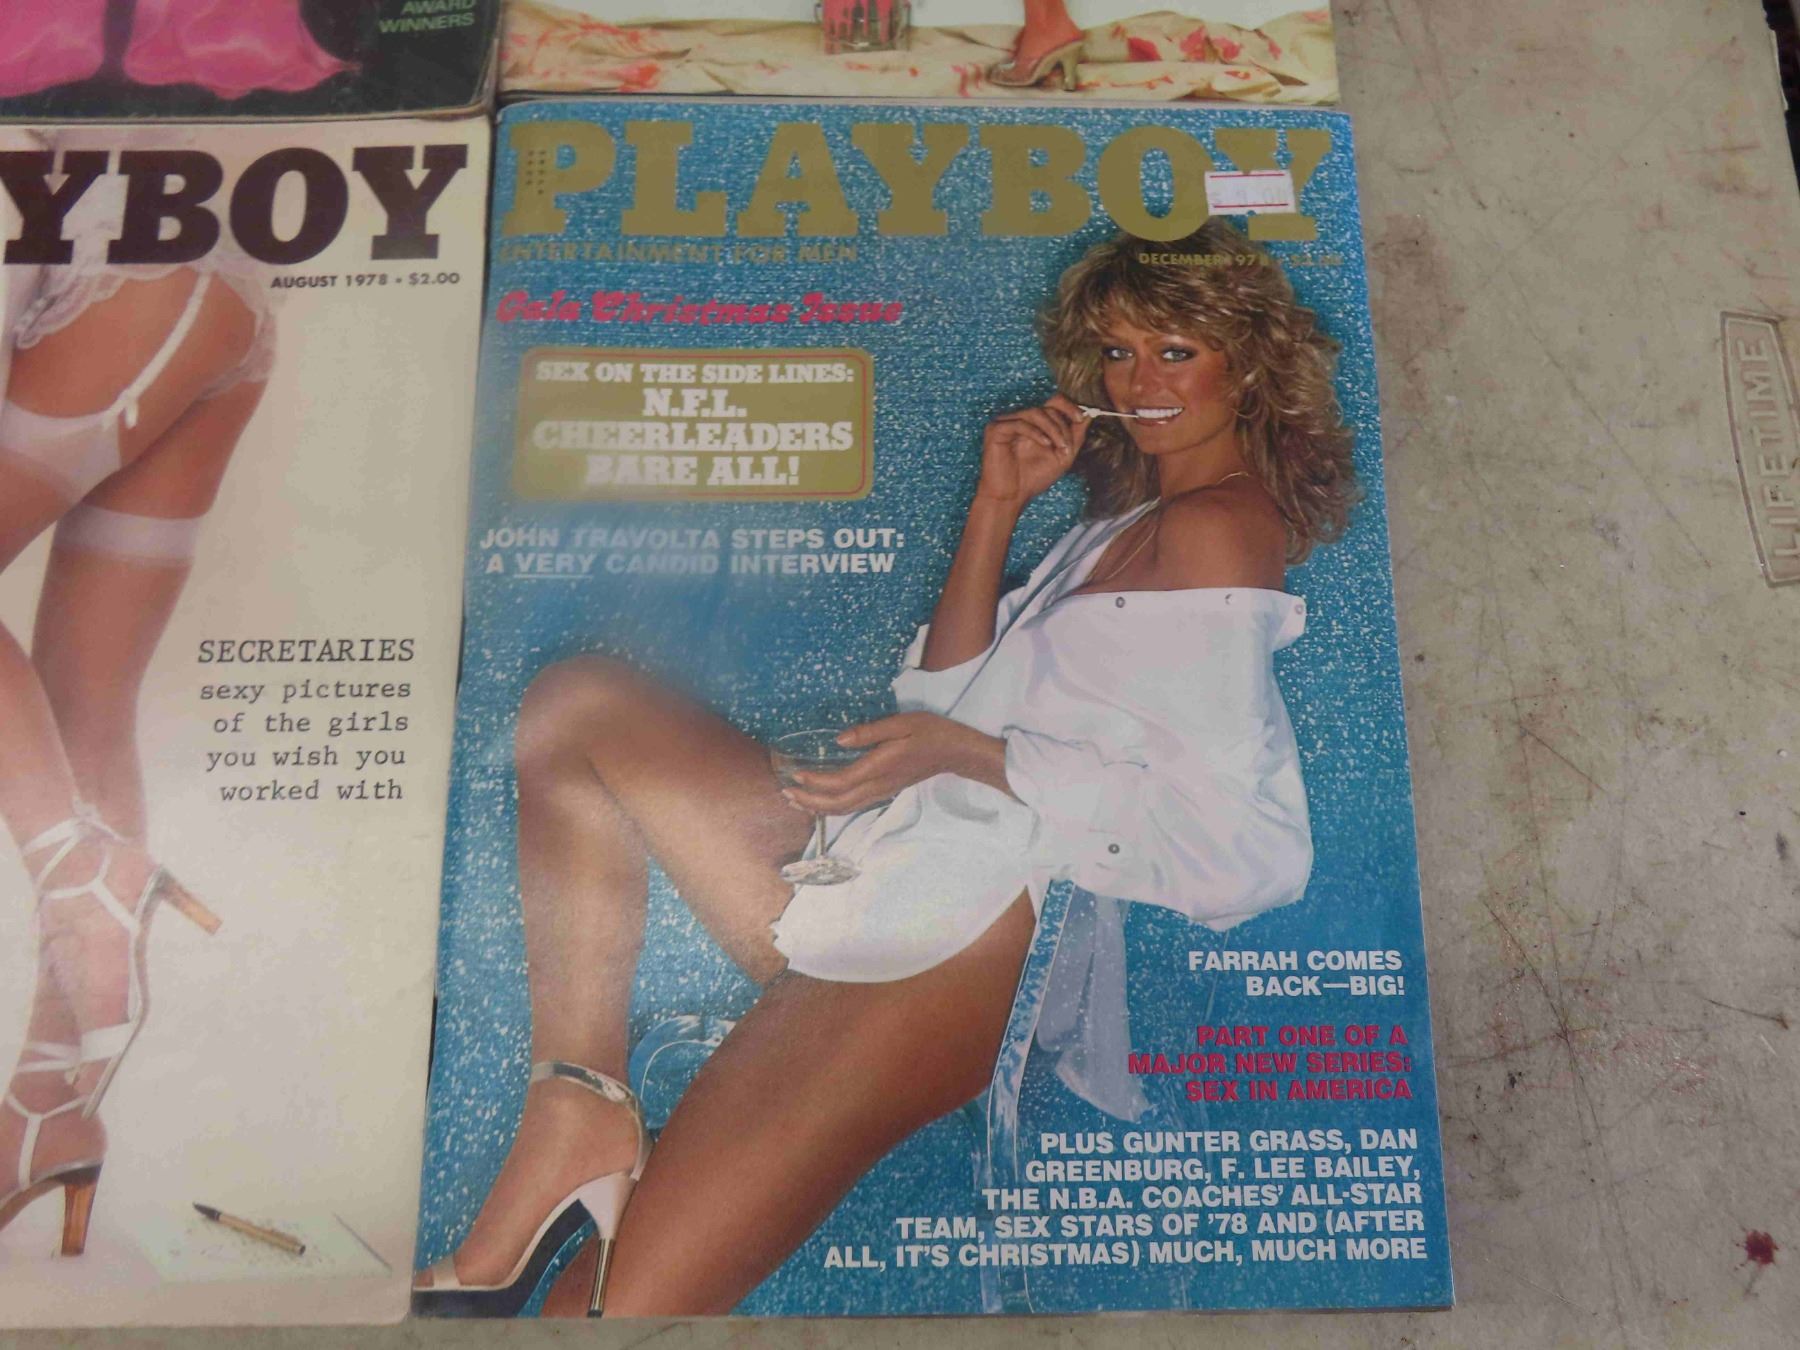 AWARD
WINNERS
YBOY
AUGUST 1978 • $2.00
SECRETARIES
sexy pictures
of the girls
you wish you
worked with
PLAYBOY
ENTERTAINMENT FOR MEN
DECEMBER
Gala Christmas Issue
SEX ON THE SIDE LINES:
N.F.L.
CHEERLEADERS
BARE ALL!
JOHN TRAVOLTA STEPS OUT:
A VERY CANDID INTERVIEW
FARRAH COMES
BACK—BIG!
PART ONE OF A
MAJOR NEW SERIES:
SEX IN AMERICA
PLUS GUNTER GRASS, DAN
GREENBURG, F. LEE BAILEY,
THE N.B.A. COACHES' ALL-STAR
TEAM, SEX STARS OF '78 AND (AFTER
ALL, IT'S CHRISTMAS) MUCH, MUCH MORE
LIFETIME